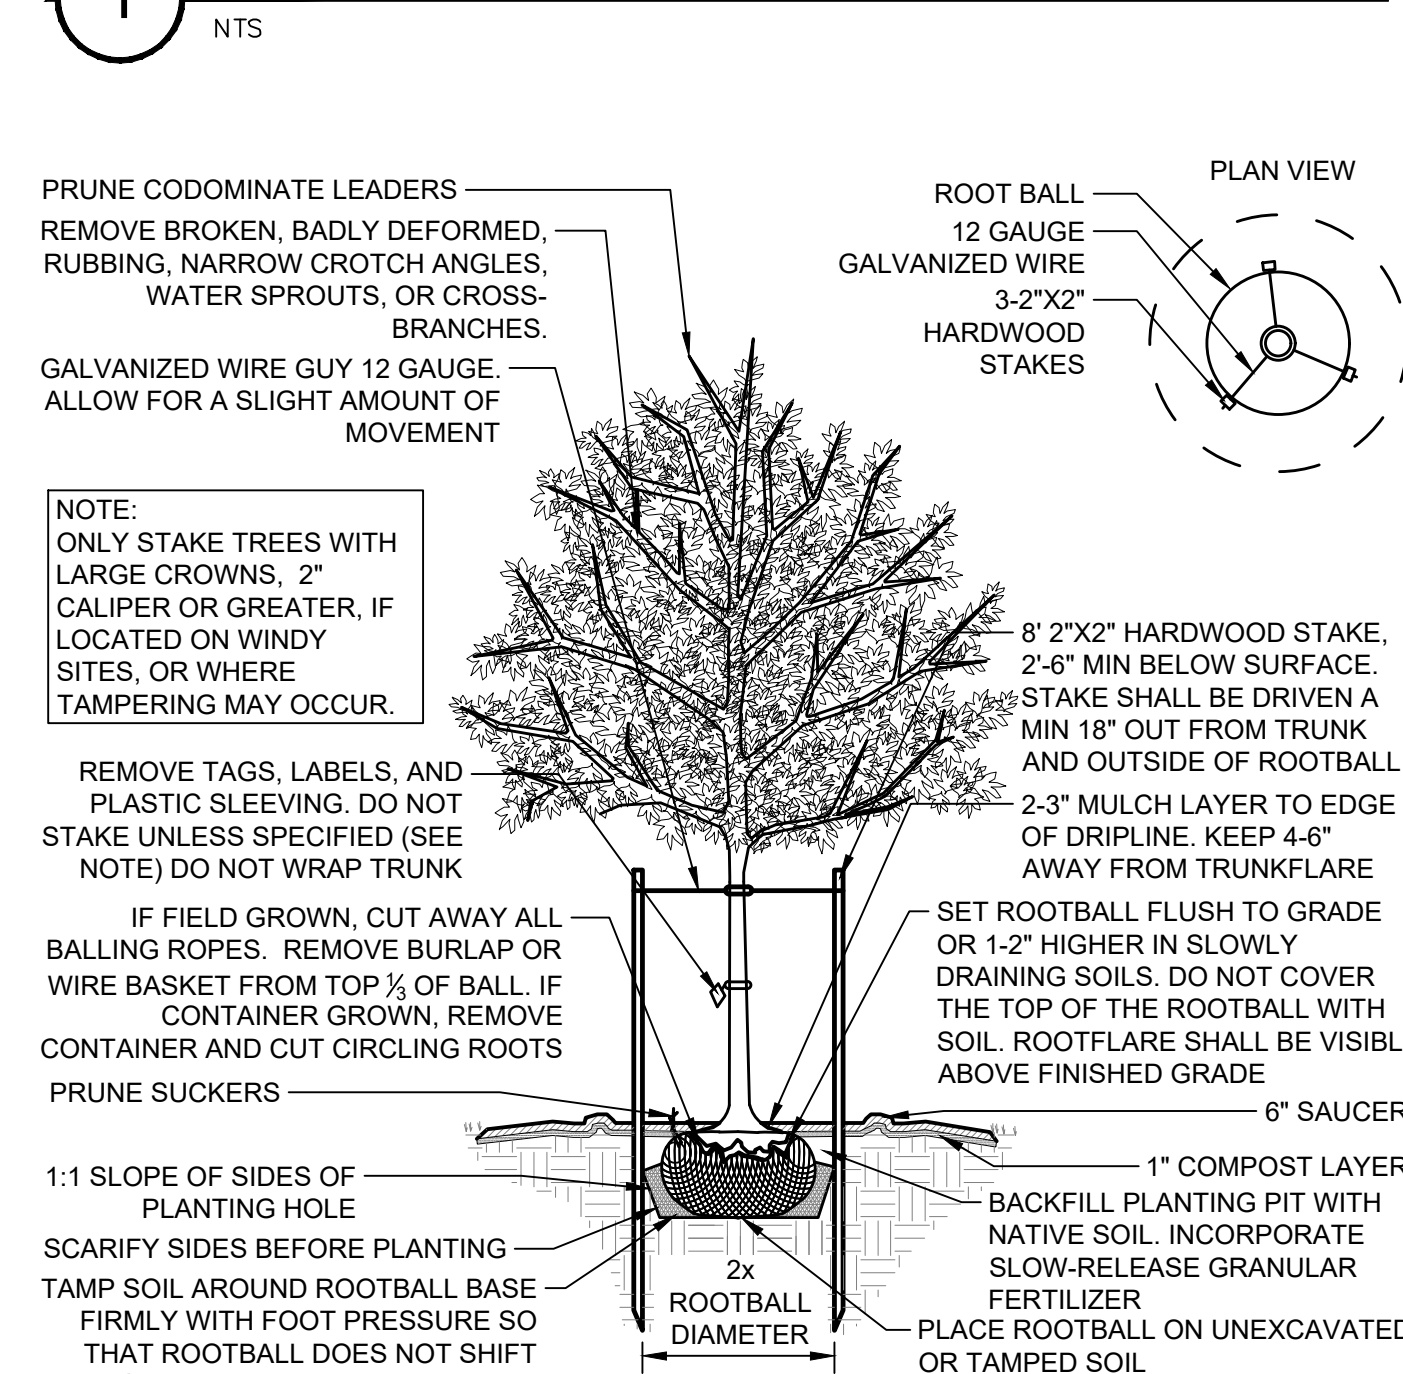 NTS
PRUNE CODOMINATE LEADERS
REMOVE BROKEN, BADLY DEFORMED,
RUBBING, NARROW CROTCH ANGLES,
WATER SPROUTS, OR CROSS-
BRANCHES.
GALVANIZED WIRE GUY 12 GAUGE.
ALLOW FOR A SLIGHT AMOUNT OF
MOVEMENT
NOTE:
ONLY STAKE TREES WITH
LARGE CROWNS, 2"
CALIPER OR GREATER, IF
LOCATED ON WINDY
SITES, OR WHERE
TAMPERING MAY OCCUR.
REMOVE TAGS, LABELS, AND
PLASTIC SLEEVING. DO NOT
STAKE UNLESS SPECIFIED (SEE
NOTE) DO NOT WRAP TRUNK
IF FIELD GROWN, CUT AWAY ALL
BALLING ROPES. REMOVE BURLAP OR
WIRE BASKET FROM TOP ⅓ OF BALL. IF
CONTAINER GROWN, REMOVE
CONTAINER AND CUT CIRCLING ROOTS
PRUNE SUCKERS
1:1 SLOPE OF SIDES OF
PLANTING HOLE
SCARIFY SIDES BEFORE PLANTING
TAMP SOIL AROUND ROOTBALL BASE
FIRMLY WITH FOOT PRESSURE SO
THAT ROOTBALL DOES NOT SHIFT
2x
ROOTBALL
DIAMETER
PLAN VIEW
ROOT BALL
12 GAUGE
GALVANIZED WIRE
3-2"X2"
HARDWOOD
STAKES
8' 2"X2" HARDWOOD STAKE,
2'-6" MIN BELOW SURFACE.
STAKE SHALL BE DRIVEN A
MIN 18" OUT FROM TRUNK
AND OUTSIDE OF ROOTBALL
2-3" MULCH LAYER TO EDGE
OF DRIPLINE. KEEP 4-6"
AWAY FROM TRUNKFLARE
SET ROOTBALL FLUSH TO GRADE
OR 1-2" HIGHER IN SLOWLY
DRAINING SOILS. DO NOT COVER
THE TOP OF THE ROOTBALL WITH
SOIL. ROOTFLARE SHALL BE VISIBL
ABOVE FINISHED GRADE
6" SAUCER
1" COMPOST LAYER
BACKFILL PLANTING PIT WITH
NATIVE SOIL. INCORPORATE
SLOW-RELEASE GRANULAR
FERTILIZER
PLACE ROOTBALL ON UNEXCAVATED
OR TAMPED SOIL